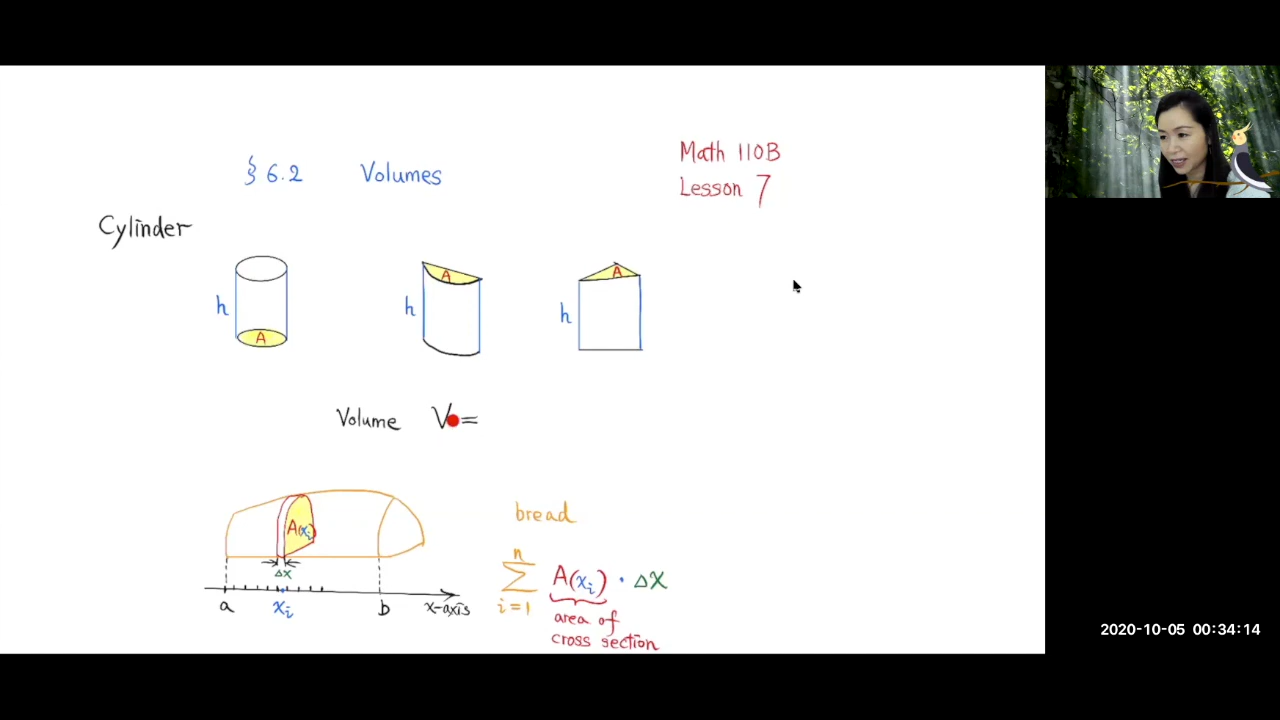 § 6.2 Volumes
Math 110B
Lesson 7
Cylinder
h A
h A
h A
Volume V =
A(xi)
Δx
a xi b x-axis
bread
n
Σ A(xi) · Δx
i=1
area of
cross section
2020-10-05 00:34:14